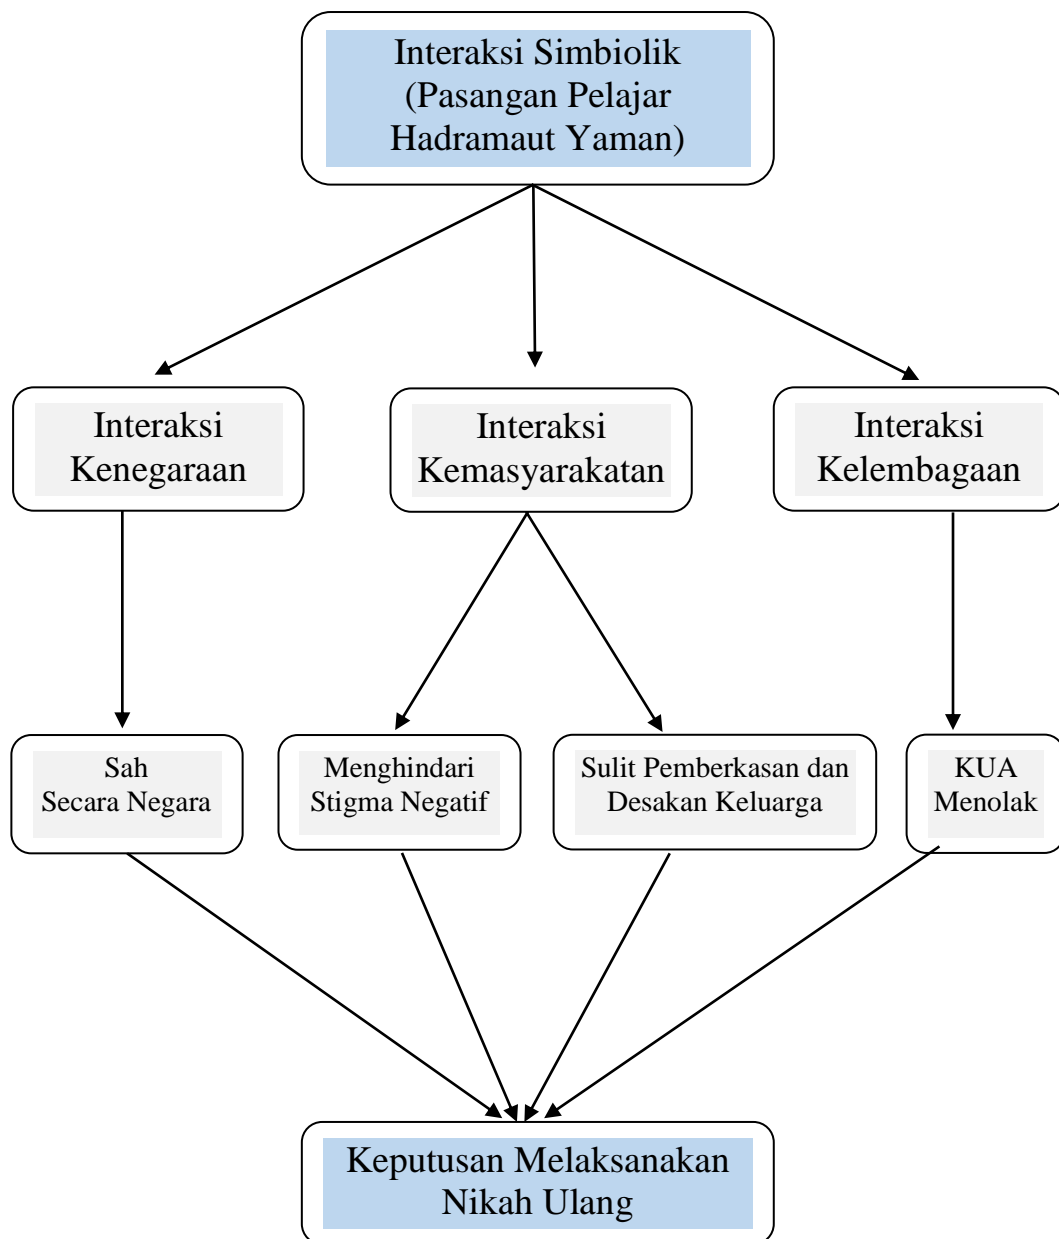 Interaksi Simbiolik
(Pasangan Pelajar
Hadramaut Yaman)
Interaksi
Kenegaraan
Interaksi
Kemasyarakatan
Interaksi
Kelembagaan
Sah
Secara Negara
Menghindari
Stigma Negatif
Sulit Pemberkasan dan
Desakan Keluarga
KUA
Menolak
Keputusan Melaksanakan
Nikah Ulang